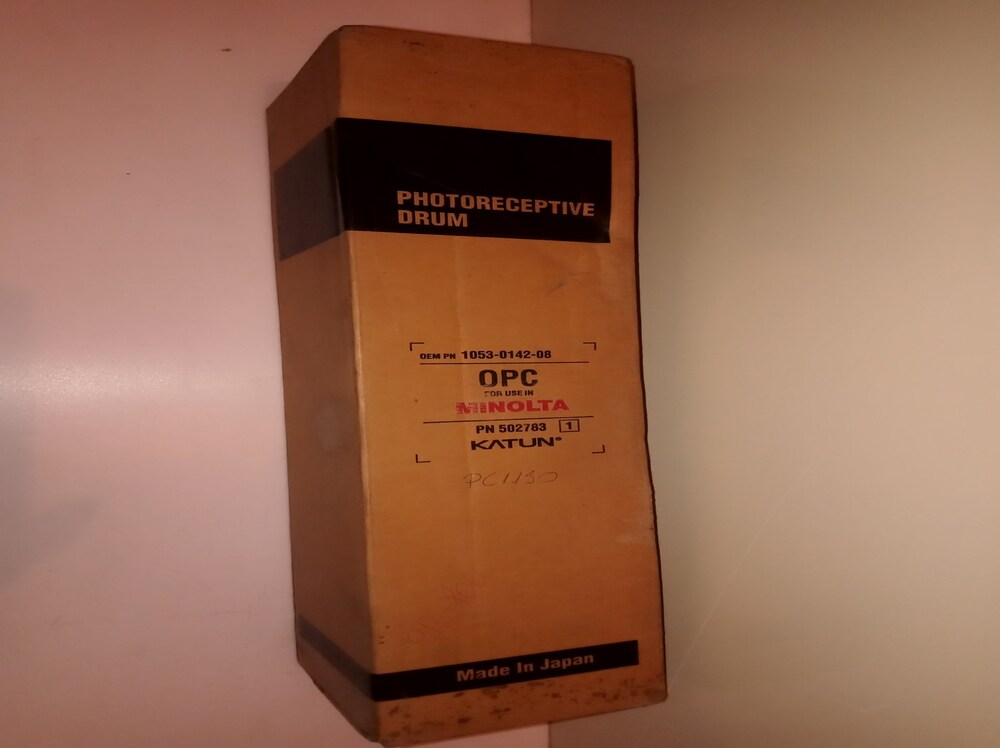 PHOTORECEPTIVE
DRUM
OEM PN 1053-0142-08
OPC
FOR USE IN
MINOLTA
PN 502783 1
KATUN®
Made In Japan